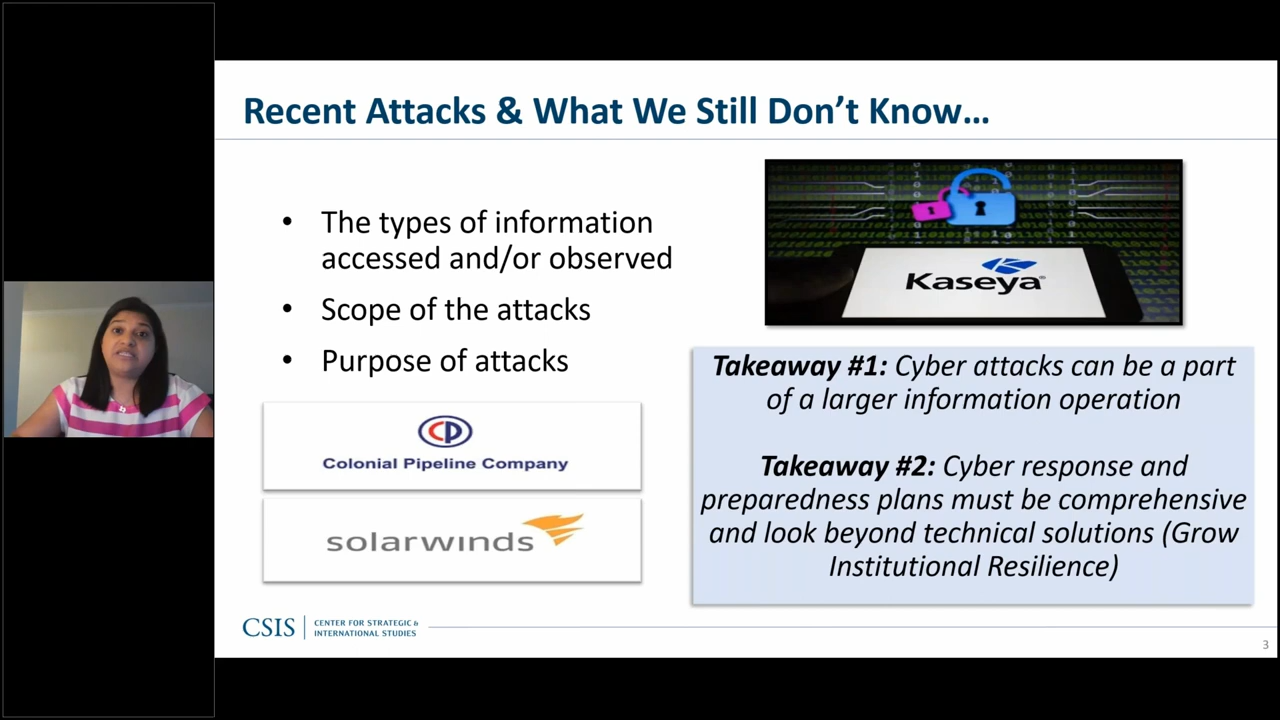 Recent Attacks & What We Still Don’t Know…
• The types of information
accessed and/or observed
• Scope of the attacks
• Purpose of attacks
CP
Colonial Pipeline Company
solarwinds
Kaseya
Takeaway #1: Cyber attacks can be a part
of a larger information operation
Takeaway #2: Cyber response and
preparedness plans must be comprehensive
and look beyond technical solutions (Grow
Institutional Resilience)
CSIS
CENTER FOR STRATEGIC &
INTERNATIONAL STUDIES
3